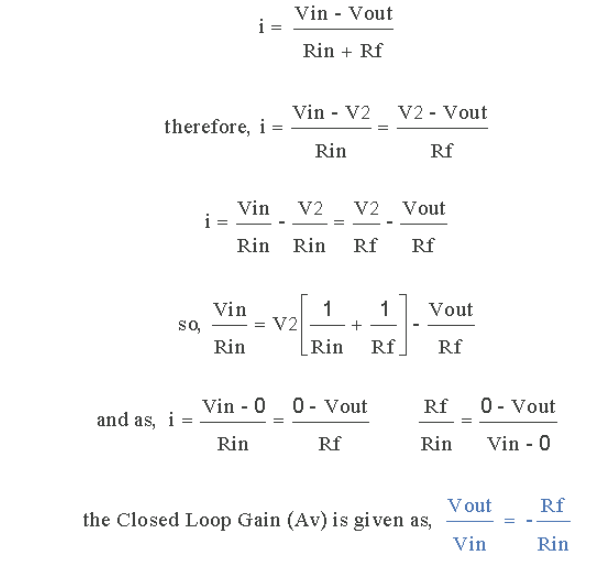 i = Vin - Vout / Rin + Rf
therefore, i = Vin - V2 / Rin = V2 - Vout / Rf
i = Vin / Rin - V2 / Rin = V2 / Rf - Vout / Rf
so, Vin / Rin = V2 [ 1 / Rin + 1 / Rf ] - Vout / Rf
and as, i = Vin - 0 / Rin = 0 - Vout / Rf Rf / Rin = 0 - Vout / Vin - 0
the Closed Loop Gain (Av) is given as, Vout / Vin = - Rf / Rin